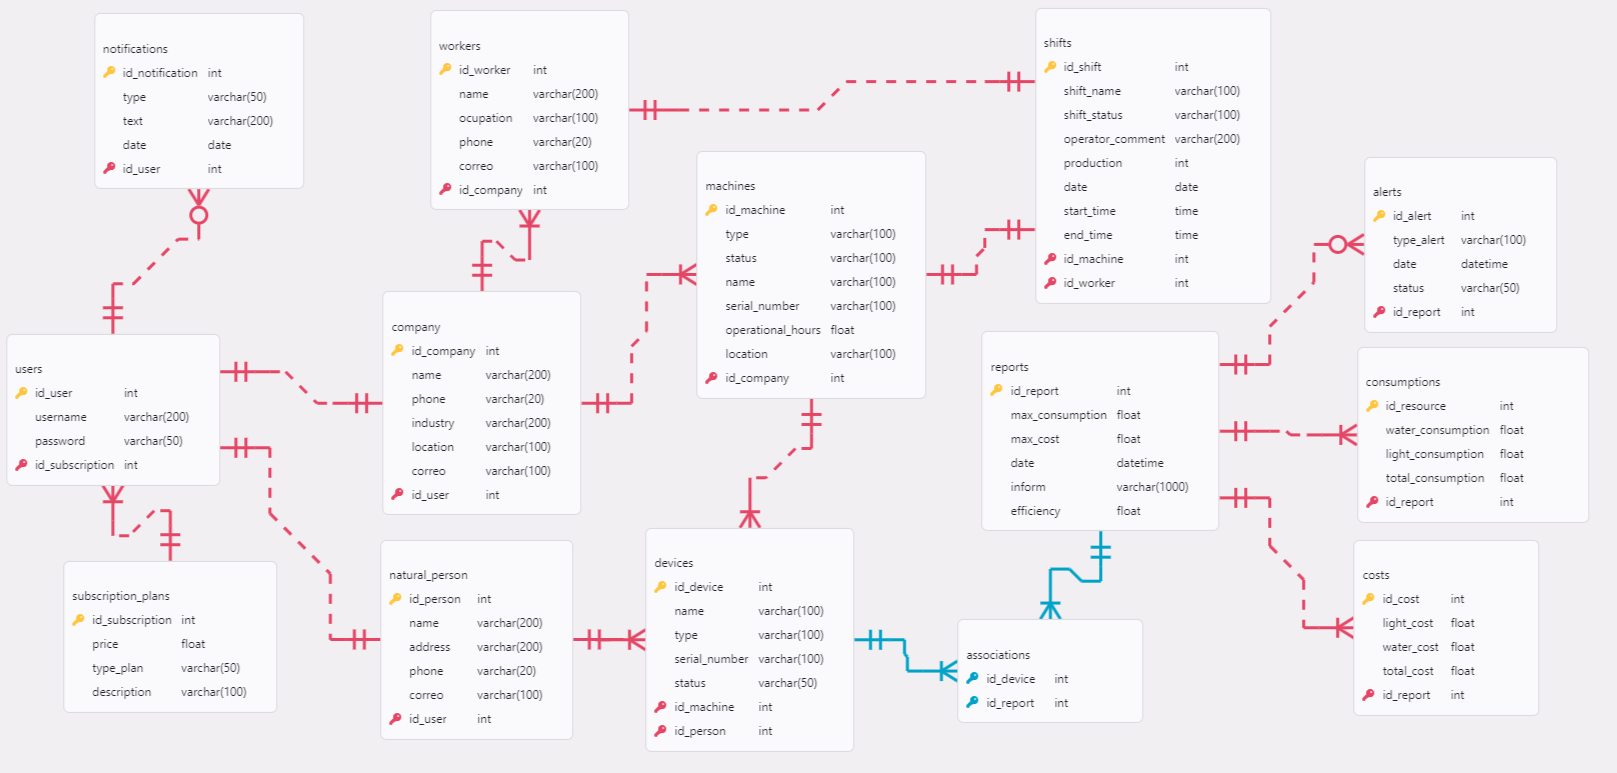 notifications
id_notification int
type varchar(50)
text varchar(200)
date date
id_user int
workers
id_worker int
name varchar(200)
ocupation varchar(100)
phone varchar(20)
correo varchar(100)
id_company int
shifts
id_shift int
shift_name varchar(100)
shift_status varchar(100)
operator_comment varchar(200)
production int
date date
start_time time
end_time time
id_machine int
id_worker int
machines
id_machine int
type varchar(100)
status varchar(100)
name varchar(100)
serial_number varchar(100)
operational_hours float
location varchar(100)
id_company int
alerts
id_alert int
type_alert varchar(100)
date datetime
status varchar(50)
id_report int
users
id_user int
username varchar(200)
password varchar(50)
id_subscription int
company
id_company int
name varchar(200)
phone varchar(20)
industry varchar(200)
location varchar(100)
correo varchar(100)
id_user int
reports
id_report int
max_consumption float
max_cost float
date datetime
inform varchar(1000)
efficiency float
consumptions
id_resource int
water_consumption float
light_consumption float
total_consumption float
id_report int
subscription_plans
id_subscription int
price float
type_plan varchar(50)
description varchar(100)
natural_person
id_person int
name varchar(200)
address varchar(200)
phone varchar(20)
correo varchar(100)
id_user int
devices
id_device int
name varchar(100)
type varchar(100)
serial_number varchar(100)
status varchar(50)
id_machine int
id_person int
associations
id_device int
id_report int
costs
id_cost int
light_cost float
water_cost float
total_cost float
id_report int